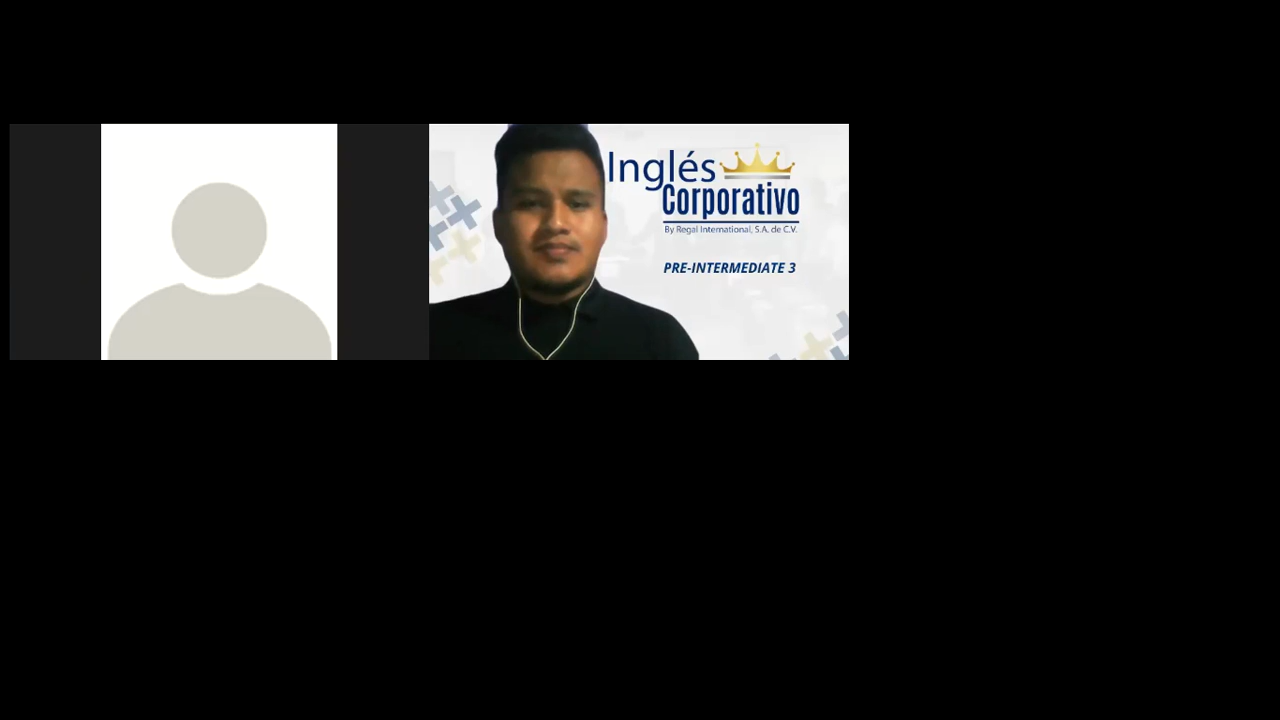 Inglés
Corporativo
By Regal International, S.A. de C.V.
PRE-INTERMEDIATE 3